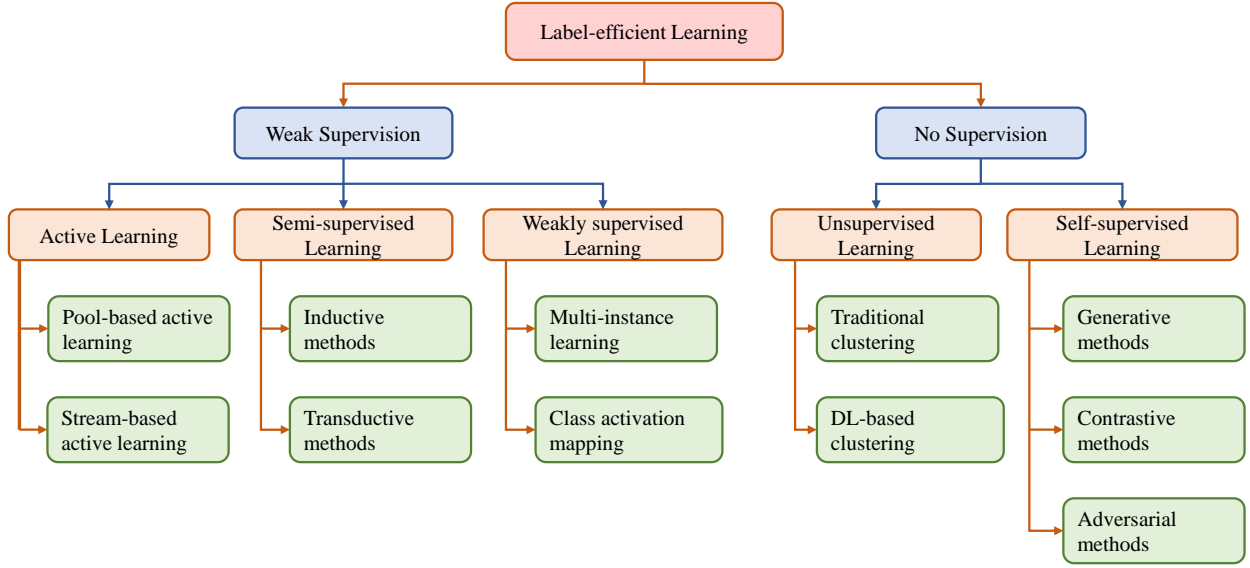 Label-efficient Learning
Weak Supervision
No Supervision
Active Learning
Semi-supervised
Learning
Weakly supervised
Learning
Unsupervised
Learning
Self-supervised
Learning
Pool-based active
learning
Inductive
methods
Multi-instance
learning
Traditional
clustering
Generative
methods
Stream-based
active learning
Transductive
methods
Class activation
mapping
DL-based
clustering
Contrastive
methods
Adversarial
methods